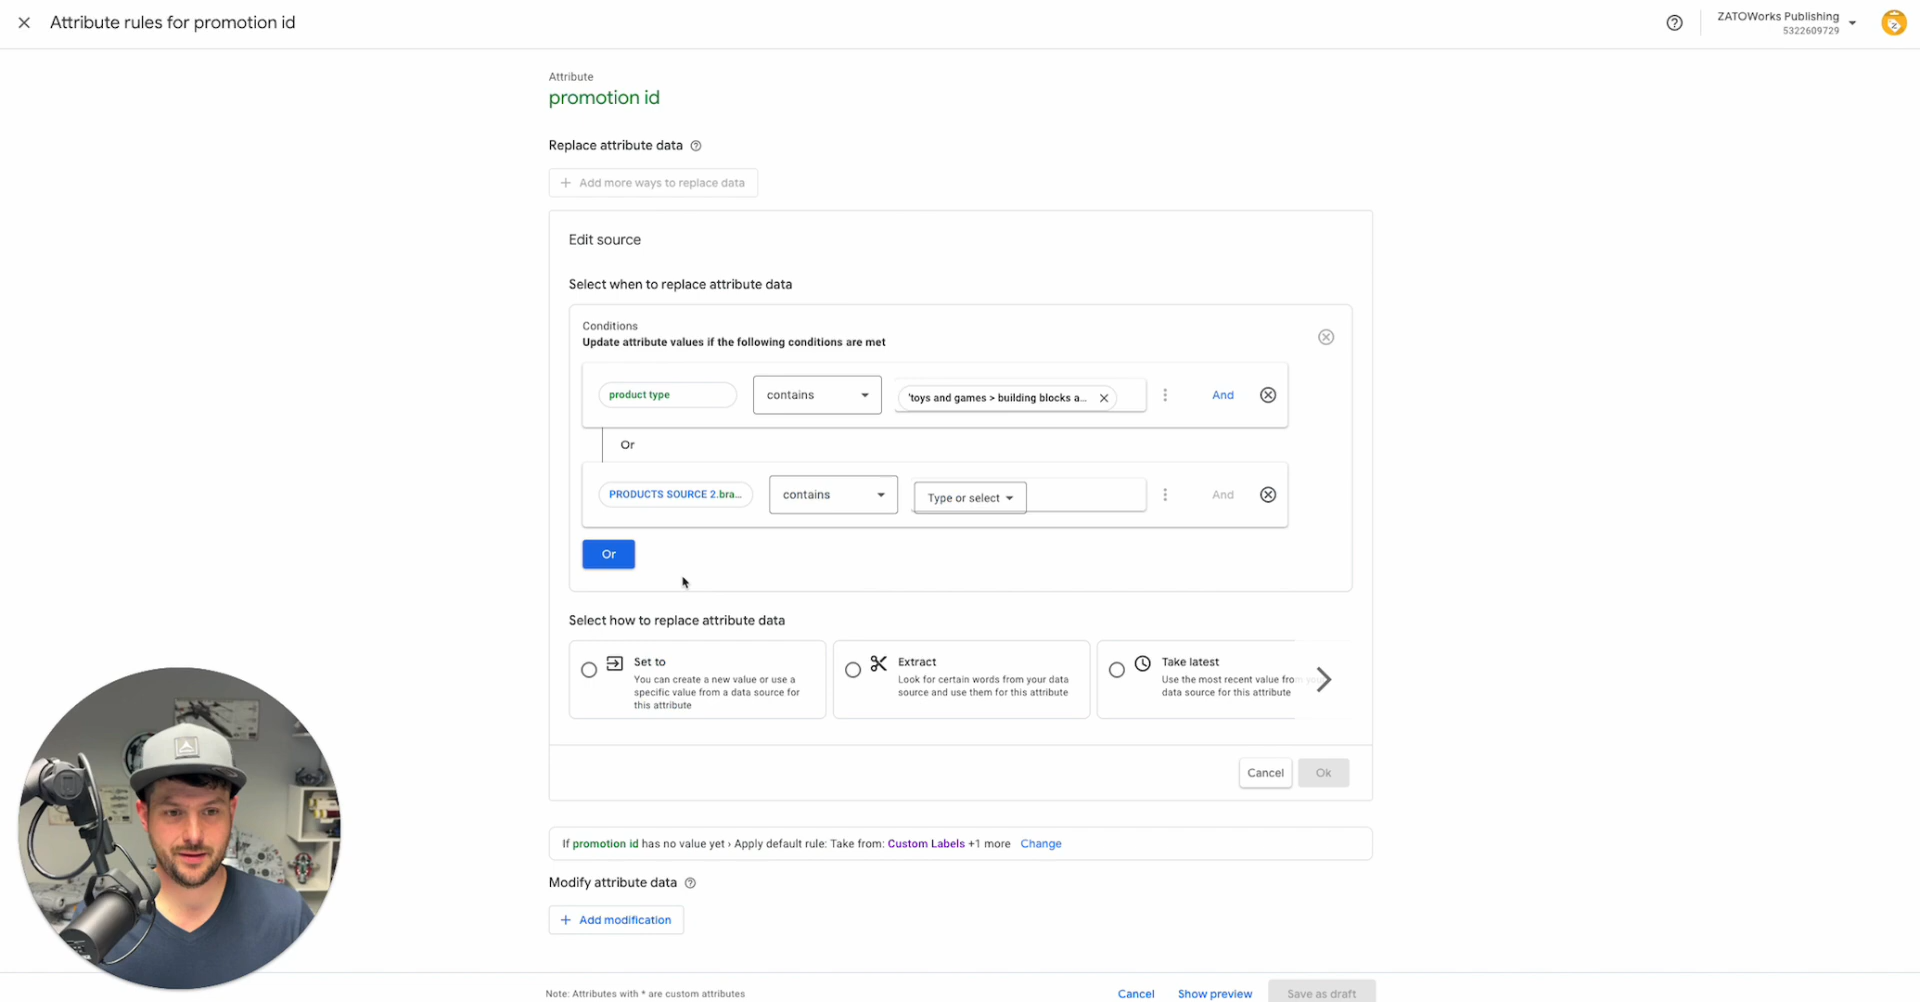 Attribute rules for promotion id
ZATOWorks Publishing
5322609729
Attribute
promotion id
Replace attribute data
Add more ways to replace data
Edit source
Select when to replace attribute data
Conditions
Update attribute values if the following conditions are met
product type
contains
'toys and games > building blocks a...
And
Or
PRODUCTS SOURCE 2.bra...
contains
Type or select
And
Or
Select how to replace attribute data
Set to
You can create a new value or use a
specific value from a data source for
this attribute
Extract
Look for certain words from your data
source and use them for this attribute
Take latest
Use the most recent value from your
data source for this attribute
Cancel
Ok
If promotion id has no value yet › Apply default rule: Take from: Custom Labels +1 more Change
Modify attribute data
Add modification
Note: Attributes with * are custom attributes
Cancel
Show preview
Save as draft